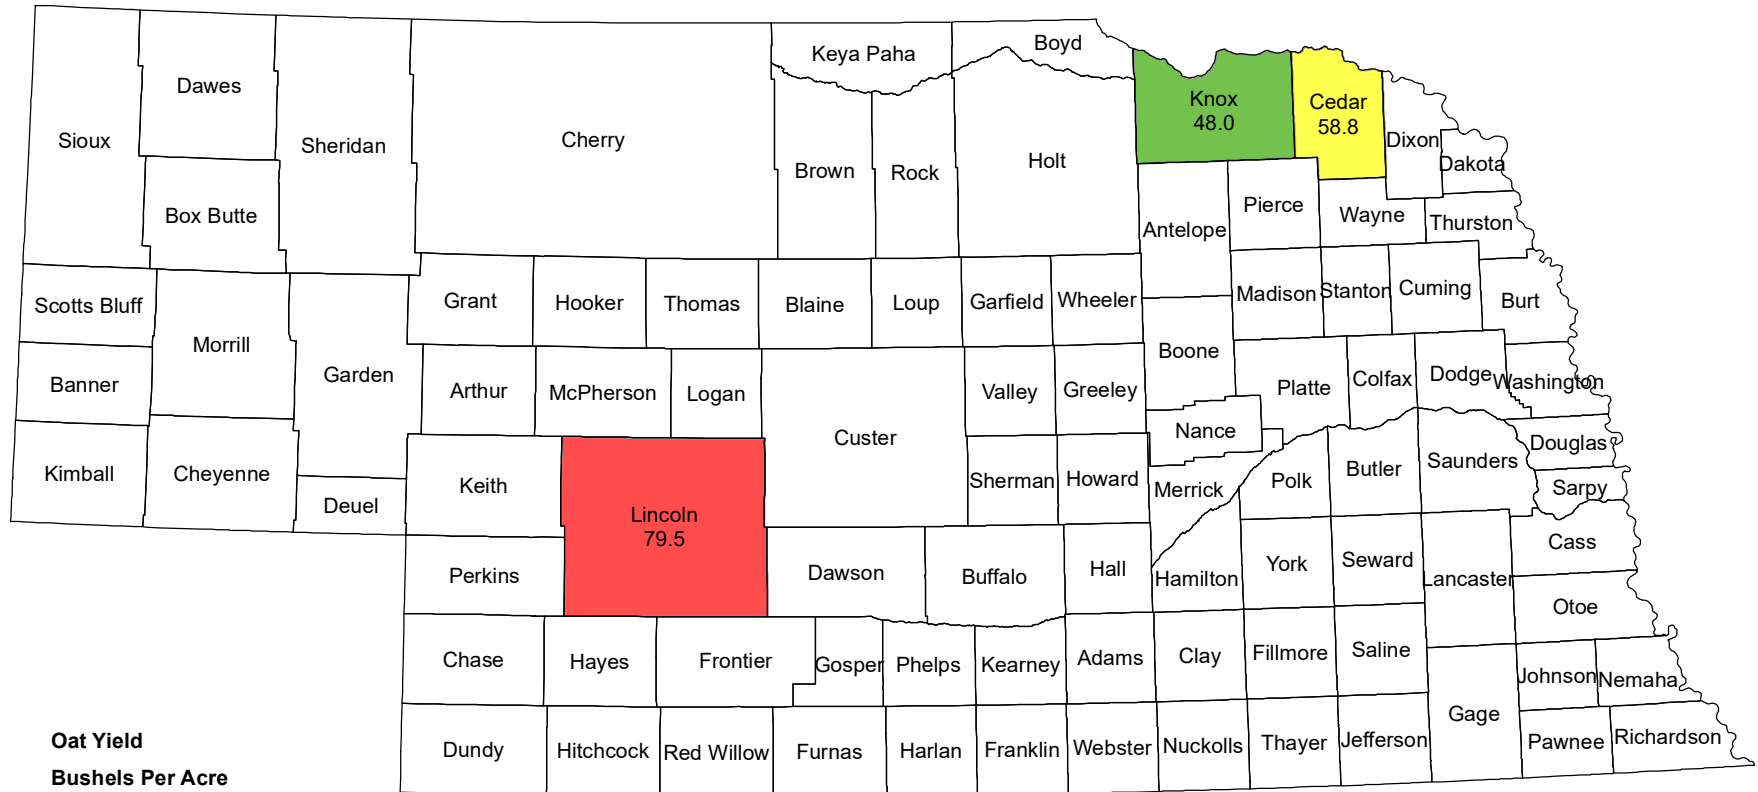 Boyd
Keya Paha
Dawes
Knox
48.0
Cedar
58.8
Sioux
Sheridan
Cherry
Dixon
Holt
Dakota
Brown
Rock
Box Butte
Pierce
Wayne
Thurston
Antelope
Scotts Bluff
Grant
Hooker
Thomas
Blaine
Loup
Garfield
Wheeler
Madison
Stanton
Cuming
Burt
Morrill
Boone
Banner
Garden
Arthur
McPherson
Logan
Valley
Greeley
Platte
Colfax
Dodge
Washington
Custer
Nance
Douglas
Kimball
Cheyenne
Keith
Sherman
Howard
Merrick
Polk
Butler
Saunders
Sarpy
Deuel
Lincoln
79.5
Cass
Perkins
Dawson
Buffalo
Hall
Hamilton
York
Seward
Lancaster
Otoe
Chase
Hayes
Frontier
Gosper
Phelps
Kearney
Adams
Clay
Fillmore
Saline
Johnson
Nemaha
Gage
Dundy
Hitchcock
Red Willow
Furnas
Harlan
Franklin
Webster
Nuckolls
Thayer
Jefferson
Pawnee
Richardson
Oat Yield
Bushels Per Acre